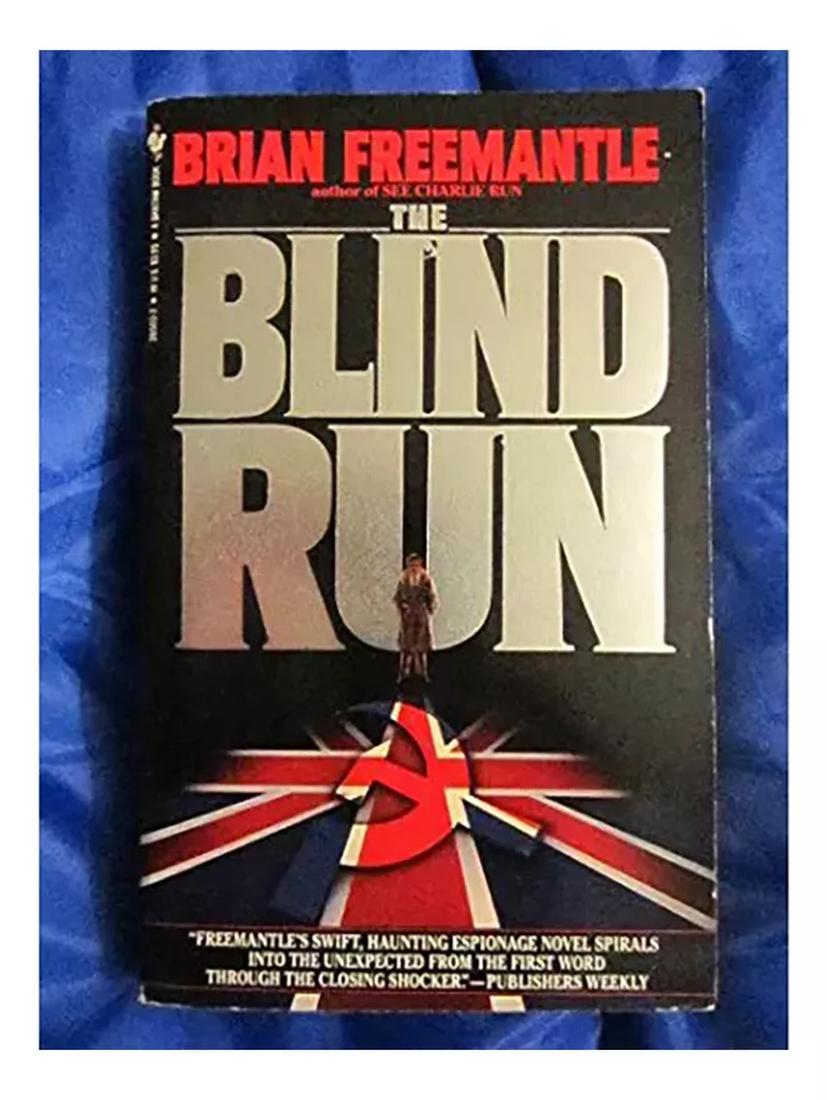 BRIAN FREEMANTLE
author of SEE CHARLIE RUN
THE
BLIND
RUN
"FREEMANTLE'S SWIFT, HAUNTING ESPIONAGE NOVEL SPIRALS
INTO THE UNEXPECTED FROM THE FIRST WORD
THROUGH THE CLOSING SHOCKER."—PUBLISHERS WEEKLY